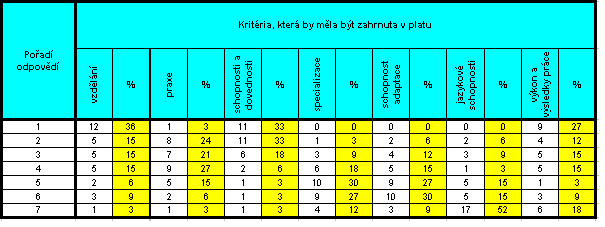 Kritéria, která by měla být zahrnuta v platu
Pořadí odpovědí
vzdělání % praxe % schopnosti a dovednosti % specializace % schopnost adaptace % jazykové schopnosti % výkon a výsledky práce %
1 12 36 1 3 11 33 0 0 0 0 0 0 9 27
2 5 15 8 24 11 33 1 3 2 6 2 6 4 12
3 5 15 7 21 6 18 3 9 4 12 3 9 5 15
4 5 15 9 27 2 6 6 18 5 15 1 3 5 15
5 2 6 5 15 1 3 10 30 9 27 5 15 1 3
6 3 9 2 6 1 3 9 27 10 30 5 15 3 9
7 1 3 1 3 1 3 4 12 3 9 17 52 6 18